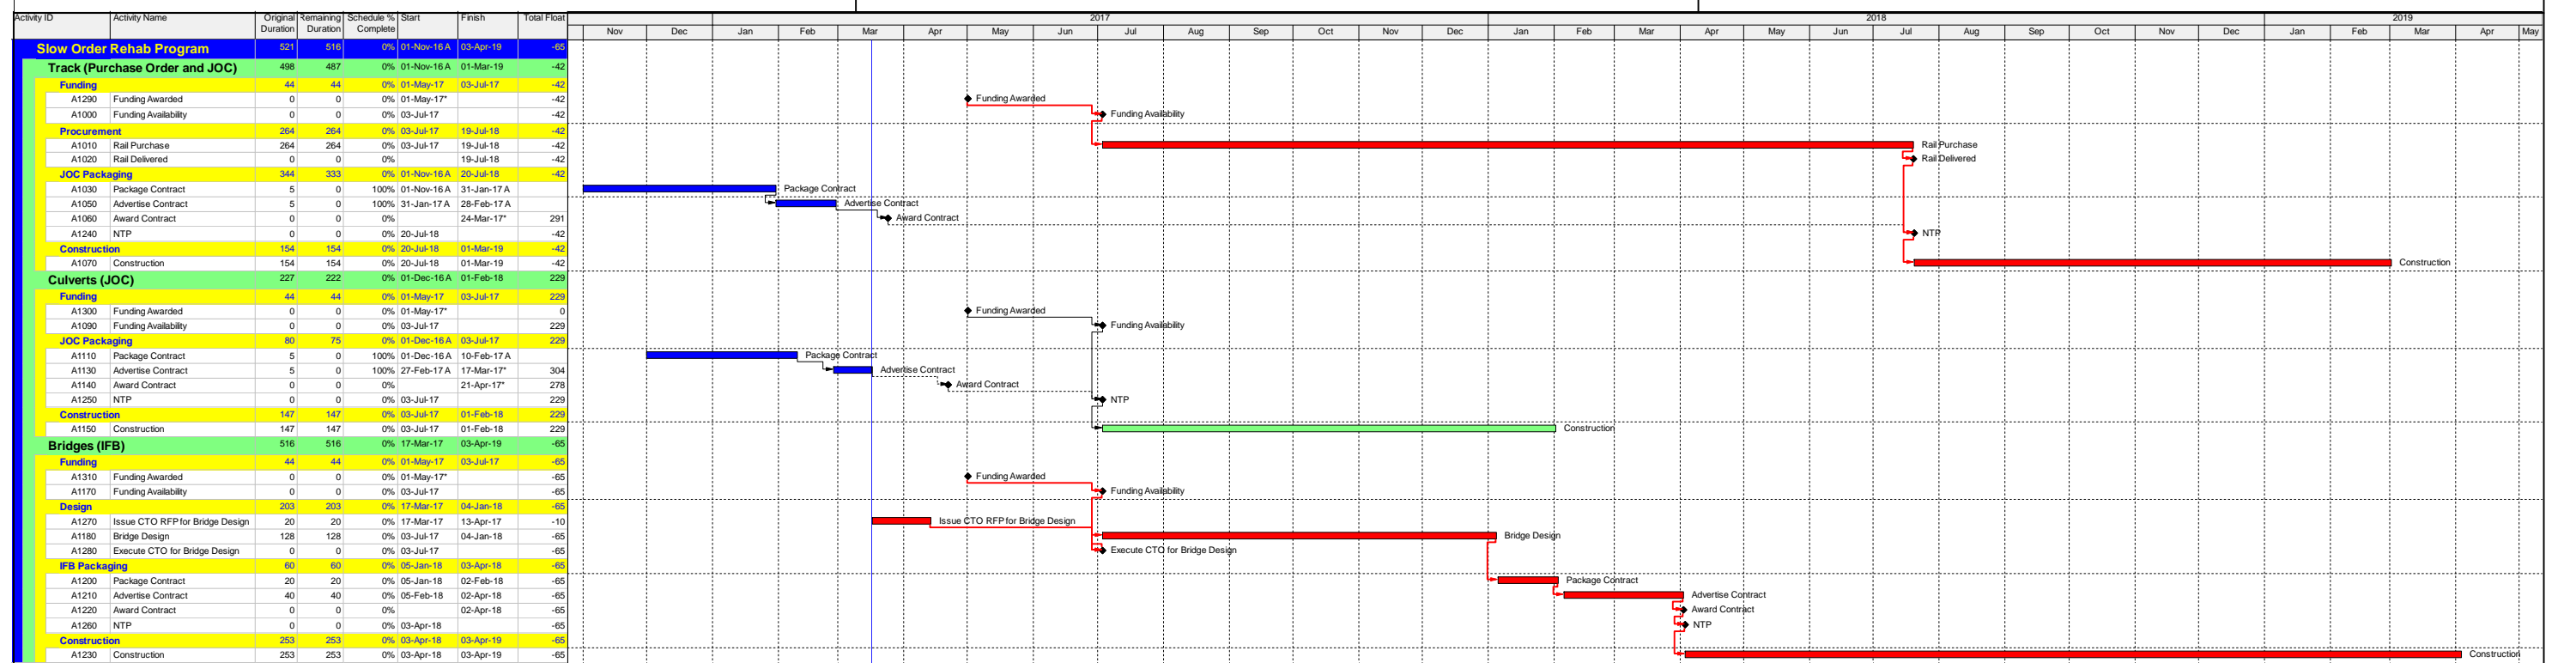 Activity ID Activity Name Original Duration Remaining Duration Schedule % Complete Start Finish Total Float
2017 2018 2019
Nov Dec Jan Feb Mar Apr May Jun Jul Aug Sep Oct Nov Dec Jan Feb Mar Apr May Jun Jul Aug Sep Oct Nov Dec Jan Feb Mar Apr May
Slow Order Rehab Program 521 516 0% 01-Nov-16 A 03-Apr-19 -65
Track (Purchase Order and JOC) 498 487 0% 01-Nov-16 A 01-Mar-19 -42
Funding 44 44 0% 01-May-17 03-Jul-17 -42
A1290 Funding Awarded 0 0 0% 01-May-17* -42 Funding Awarded
A1000 Funding Availability 0 0 0% 03-Jul-17 -42 Funding Availability
Procurement 264 264 0% 03-Jul-17 19-Jul-18 -42
A1010 Rail Purchase 264 264 0% 03-Jul-17 19-Jul-18 -42 Rail Purchase
A1020 Rail Delivered 0 0 0% 19-Jul-18 -42 Rail Delivered
JOC Packaging 344 333 0% 01-Nov-16 A 20-Jul-18 -42
A1030 Package Contract 5 0 100% 01-Nov-16 A 31-Jan-17 A Package Contract
A1050 Advertise Contract 5 0 100% 31-Jan-17 A 28-Feb-17 A Advertise Contract
A1060 Award Contract 0 0 0% 24-Mar-17* 291 Award Contract
A1240 NTP 0 0 0% 20-Jul-18 -42 NTP
Construction 154 154 0% 20-Jul-18 01-Mar-19 -42
A1070 Construction 154 154 0% 20-Jul-18 01-Mar-19 -42 Construction
Culverts (JOC) 227 222 0% 01-Dec-16 A 01-Feb-18 229
Funding 44 44 0% 01-May-17 03-Jul-17 229
A1300 Funding Awarded 0 0 0% 01-May-17* 0 Funding Awarded
A1090 Funding Availability 0 0 0% 03-Jul-17 229 Funding Availability
JOC Packaging 80 75 0% 01-Dec-16 A 03-Jul-17 229
A1110 Package Contract 5 0 100% 01-Dec-16 A 10-Feb-17 A Package Contract
A1130 Advertise Contract 5 0 100% 27-Feb-17 A 17-Mar-17* 304 Advertise Contract
A1140 Award Contract 0 0 0% 21-Apr-17* 278 Award Contract
A1250 NTP 0 0 0% 03-Jul-17 229 NTP
Construction 147 147 0% 03-Jul-17 01-Feb-18 229
A1150 Construction 147 147 0% 03-Jul-17 01-Feb-18 229 Construction
Bridges (IFB) 516 516 0% 17-Mar-17 03-Apr-19 -65
Funding 44 44 0% 01-May-17 03-Jul-17 -65
A1310 Funding Awarded 0 0 0% 01-May-17* -65 Funding Awarded
A1170 Funding Availability 0 0 0% 03-Jul-17 -65 Funding Availability
Design 203 203 0% 17-Mar-17 04-Jan-18 -65
A1270 Issue CTO RFP for Bridge Design 20 20 0% 17-Mar-17 13-Apr-17 -10 Issue CTO RFP for Bridge Design
A1180 Bridge Design 128 128 0% 03-Jul-17 04-Jan-18 -65 Bridge Design
A1280 Execute CTO for Bridge Design 0 0 0% 03-Jul-17 -65 Execute CTO for Bridge Design
IFB Packaging 60 60 0% 05-Jan-18 03-Apr-18 -65
A1200 Package Contract 20 20 0% 05-Jan-18 02-Feb-18 -65 Package Contract
A1210 Advertise Contract 40 40 0% 05-Feb-18 02-Apr-18 -65 Advertise Contract
A1220 Award Contract 0 0 0% 02-Apr-18 -65 Award Contract
A1260 NTP 0 0 0% 03-Apr-18 -65 NTP
Construction 253 253 0% 03-Apr-18 03-Apr-19 -65
A1230 Construction 253 253 0% 03-Apr-18 03-Apr-19 -65 Construction